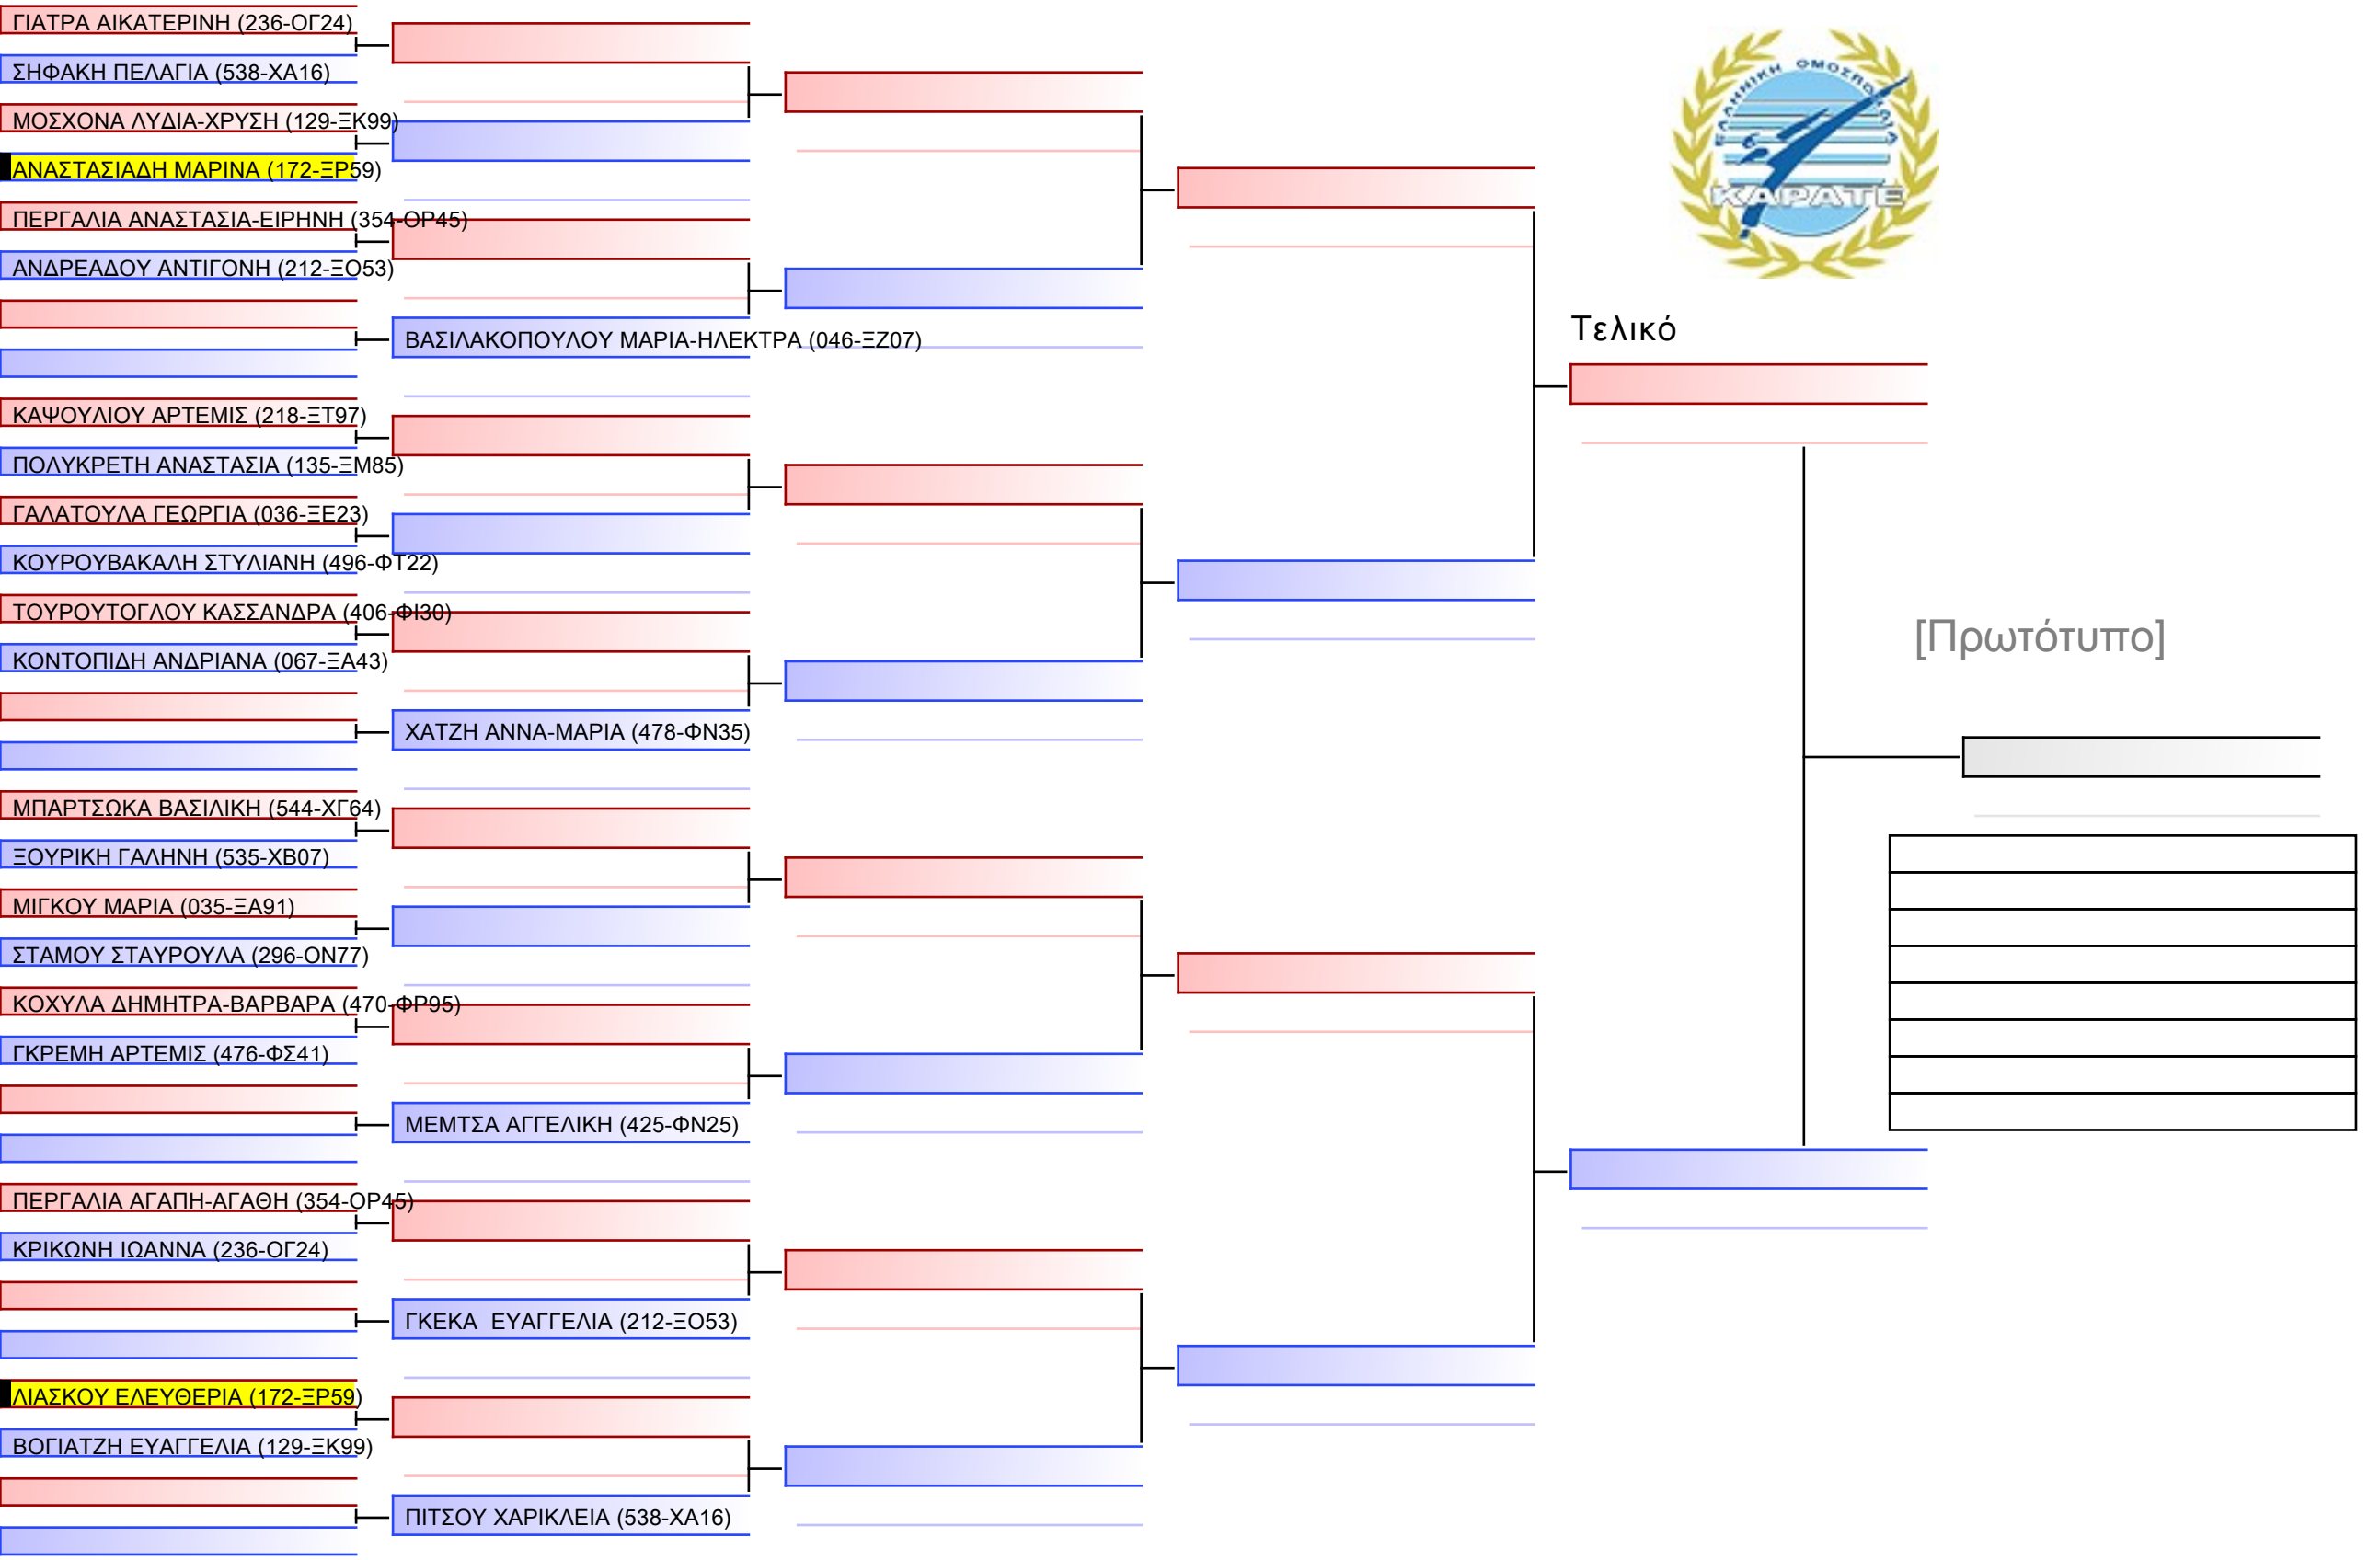 ΓΙΑΤΡΑ ΑΙΚΑΤΕΡΙΝΗ (236-ΟΓ24)
ΣΗΦΑΚΗ ΠΕΛΑΓΙΑ (538-ΧΑ16)
ΜΟΣΧΟΝΑ ΛΥΔΙΑ-ΧΡΥΣΗ (129-ΞΚ99)
ΑΝΑΣΤΑΣΙΑΔΗ ΜΑΡΙΝΑ (172-ΞΡ59)
ΠΕΡΓΑΛΙΑ ΑΝΑΣΤΑΣΙΑ-ΕΙΡΗΝΗ (354-ΟΡ45)
ΑΝΔΡΕΑΔΟΥ ΑΝΤΙΓΟΝΗ (212-ΞΟ53)
ΒΑΣΙΛΑΚΟΠΟΥΛΟΥ ΜΑΡΙΑ-ΗΛΕΚΤΡΑ (046-ΞΖ07)
ΚΑΨΟΥΛΙΟΥ ΑΡΤΕΜΙΣ (218-ΞΤ97)
ΠΟΛΥΚΡΕΤΗ ΑΝΑΣΤΑΣΙΑ (135-ΞΜ85)
ΓΑΛΑΤΟΥΛΑ ΓΕΩΡΓΙΑ (036-ΞΕ23)
ΚΟΥΡΟΥΒΑΚΑΛΗ ΣΤΥΛΙΑΝΗ (496-ΦΤ22)
ΤΟΥΡΟΥΤΟΓΛΟΥ ΚΑΣΣΑΝΔΡΑ (406-ΦΙ30)
ΚΟΝΤΟΠΙΔΗ ΑΝΔΡΙΑΝΑ (067-ΞΑ43)
ΧΑΤΖΗ ΑΝΝΑ-ΜΑΡΙΑ (478-ΦΝ35)
ΜΠΑΡΤΣΩΚΑ ΒΑΣΙΛΙΚΗ (544-ΧΓ64)
ΞΟΥΡΙΚΗ ΓΑΛΗΝΗ (535-ΧΒ07)
ΜΙΓΚΟΥ ΜΑΡΙΑ (035-ΞΑ91)
ΣΤΑΜΟΥ ΣΤΑΥΡΟΥΛΑ (296-ΟΝ77)
ΚΟΧΥΛΑ ΔΗΜΗΤΡΑ-ΒΑΡΒΑΡΑ (470-ΦΡ95)
ΓΚΡΕΜΗ ΑΡΤΕΜΙΣ (476-ΦΣ41)
ΜΕΜΤΣΑ ΑΓΓΕΛΙΚΗ (425-ΦΝ25)
ΠΕΡΓΑΛΙΑ ΑΓΑΠΗ-ΑΓΑΘΗ (354-ΟΡ45)
ΚΡΙΚΩΝΗ ΙΩΑΝΝΑ (236-ΟΓ24)
ΓΚΕΚΑ  ΕΥΑΓΓΕΛΙΑ (212-ΞΟ53)
ΛΙΑΣΚΟΥ ΕΛΕΥΘΕΡΙΑ (172-ΞΡ59)
ΒΟΓΙΑΤΖΗ ΕΥΑΓΓΕΛΙΑ (129-ΞΚ99)
ΠΙΤΣΟΥ ΧΑΡΙΚΛΕΙΑ (538-ΧΑ16)
ΕΛΛΗΝΙΚΗ ΟΜΟΣΠΟΝΔΙΑ
ΚΑΡΑΤΕ
Τελικό
[Πρωτότυπο]